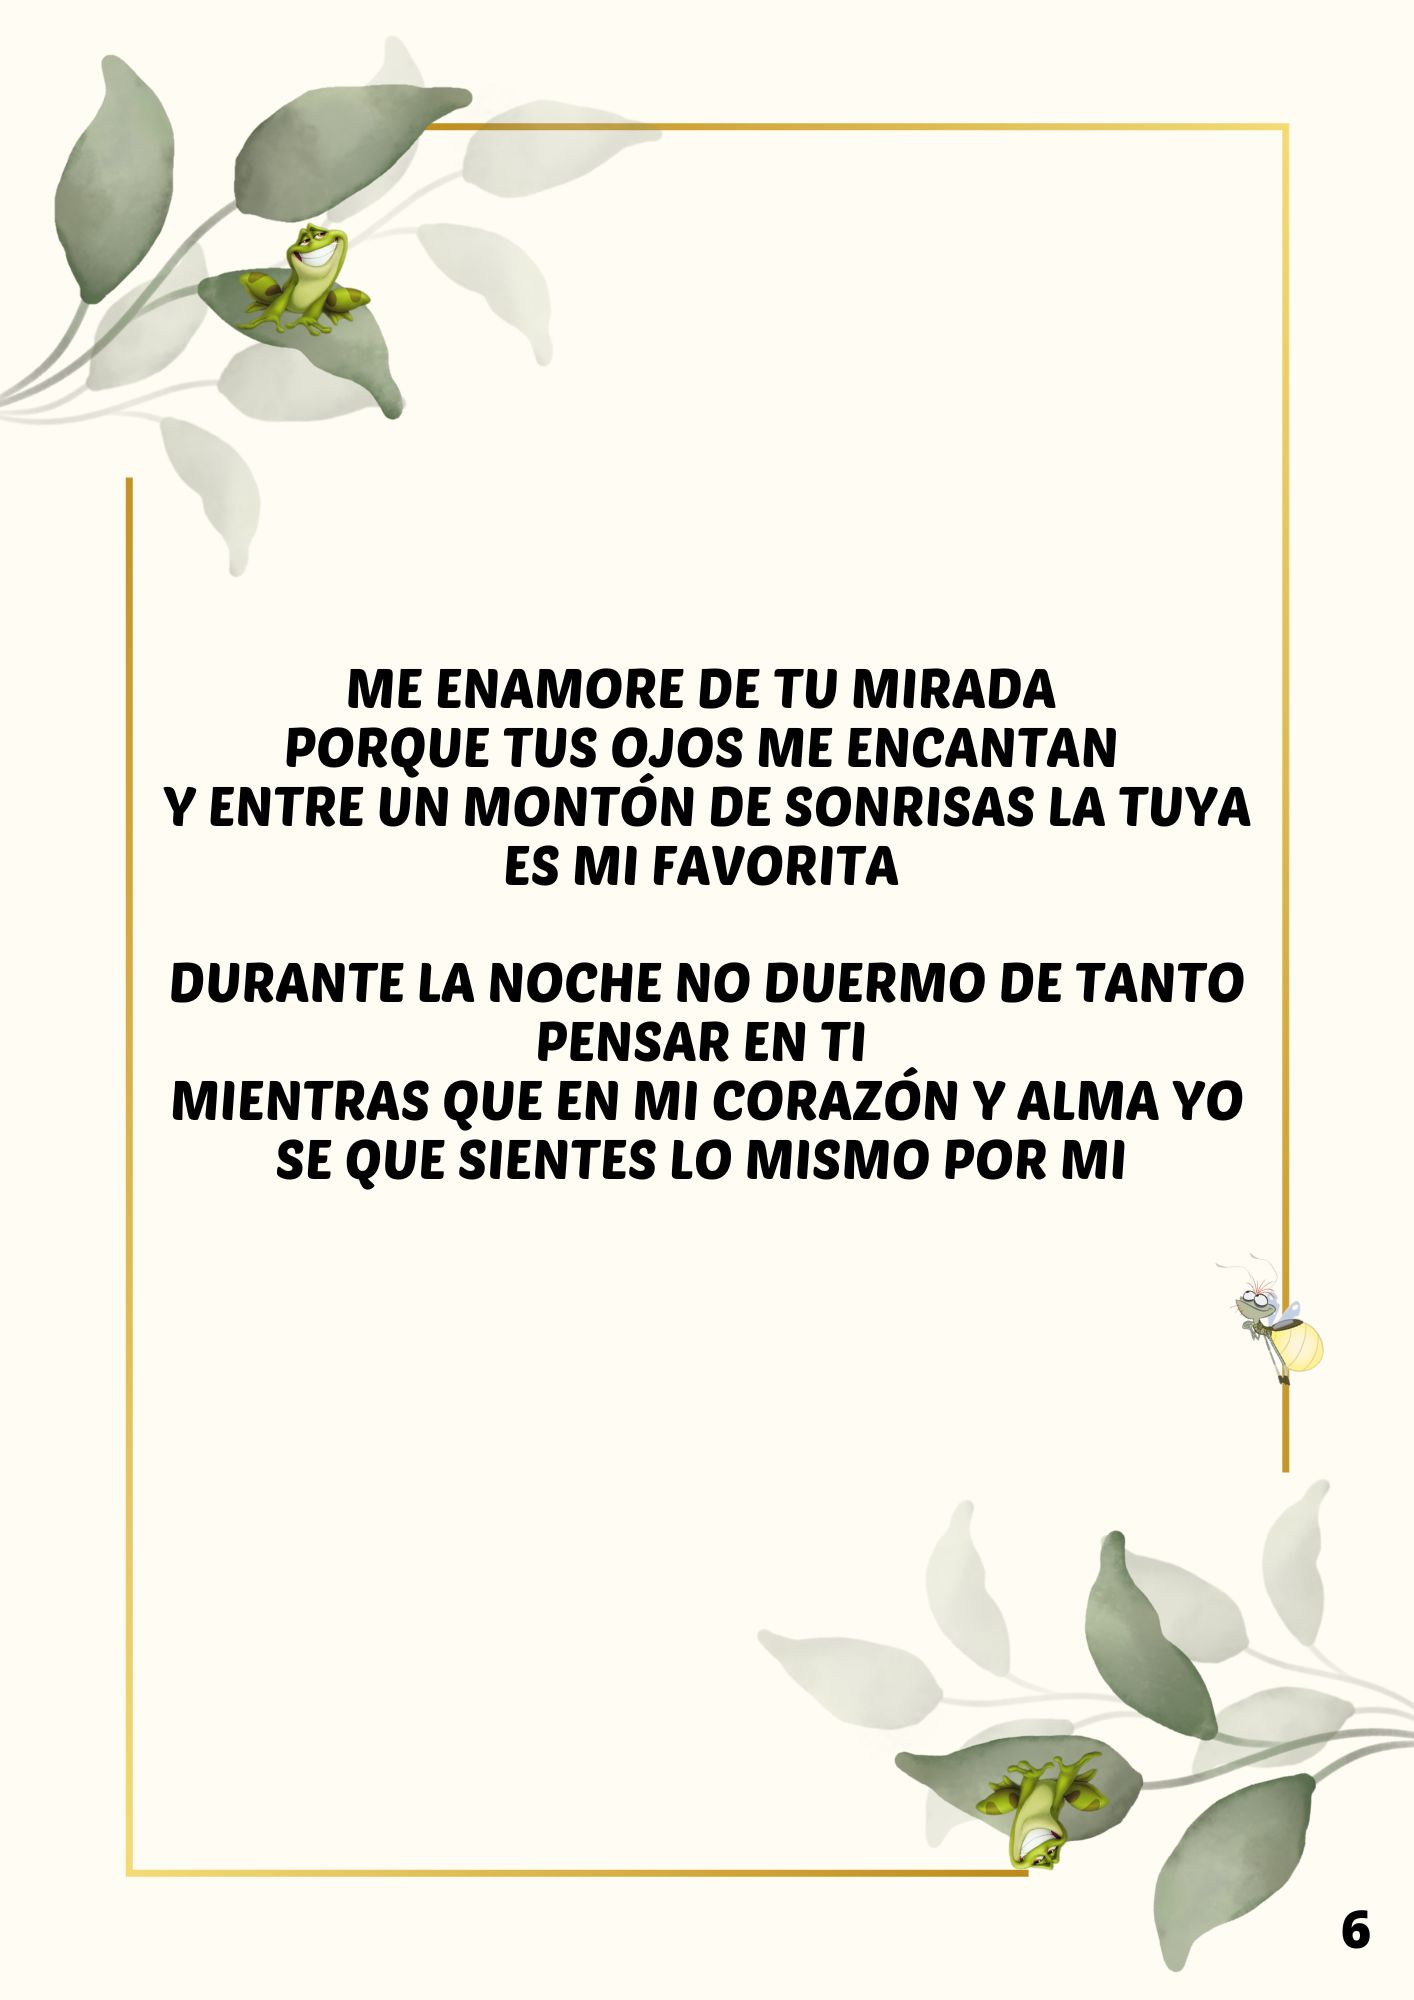 ME ENAMORE DE TU MIRADA
PORQUE TUS OJOS ME ENCANTAN
Y ENTRE UN MONTÓN DE SONRISAS LA TUYA
ES MI FAVORITA
DURANTE LA NOCHE NO DUERMO DE TANTO
PENSAR EN TI
MIENTRAS QUE EN MI CORAZÓN Y ALMA YO
SE QUE SIENTES LO MISMO POR MI
6